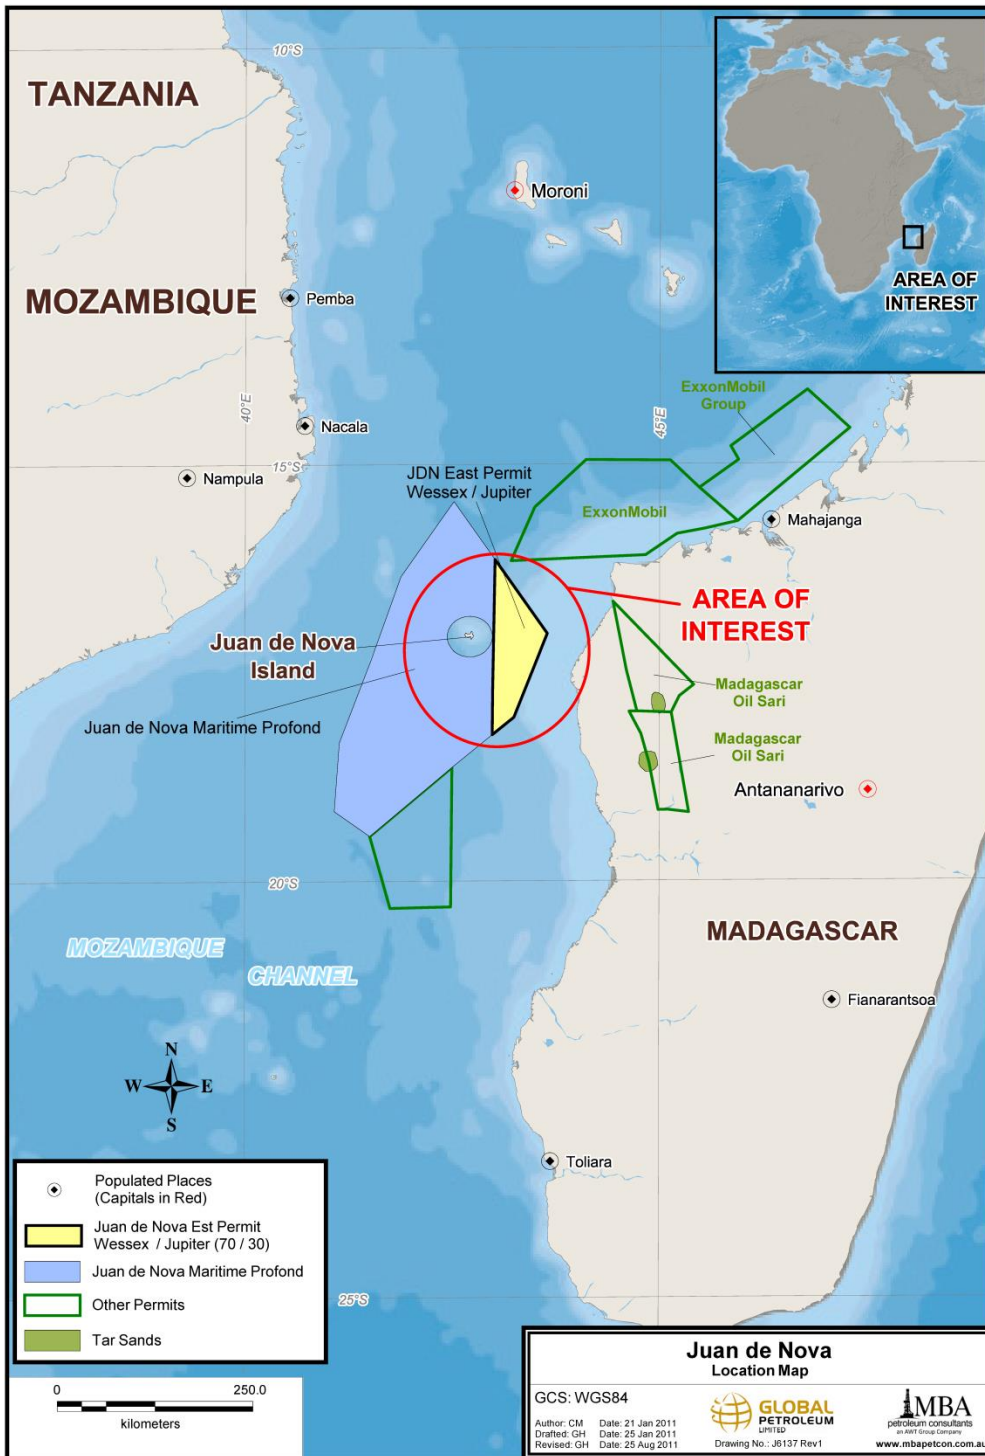 10°S
TANZANIA
Moroni
AREA OF
INTEREST
MOZAMBIQUE
Pemba
ExxonMobil
Group
40°E
45°E
Nacala
15°S
JDN East Permit
Wessex / Jupiter
Nampula
ExxonMobil
Mahajanga
AREA OF
INTEREST
Juan de Nova
Island
Madagascar
Oil Sari
Juan de Nova Maritime Profond
Madagascar
Oil Sari
Antananarivo
20°S
MOZAMBIQUE
CHANNEL
MADAGASCAR
Fianarantsoa
N
W E
S
Toliara
Populated Places
(Capitals in Red)
Juan de Nova Est Permit
Wessex / Jupiter (70 / 30)
Juan de Nova Maritime Profond
Other Permits
Tar Sands
25°S
0 250.0
kilometers
Juan de Nova
Location Map
GCS: WGS84
Author: CM Date: 21 Jan 2011
Drafted: GH Date: 25 Jan 2011
Revised: GH Date: 25 Aug 2011
GLOBAL
PETROLEUM
LIMITED
Drawing No.: J6137 Rev1
MBA
petroleum consultants
an AWT Group Company
www.mbapetcon.com.au